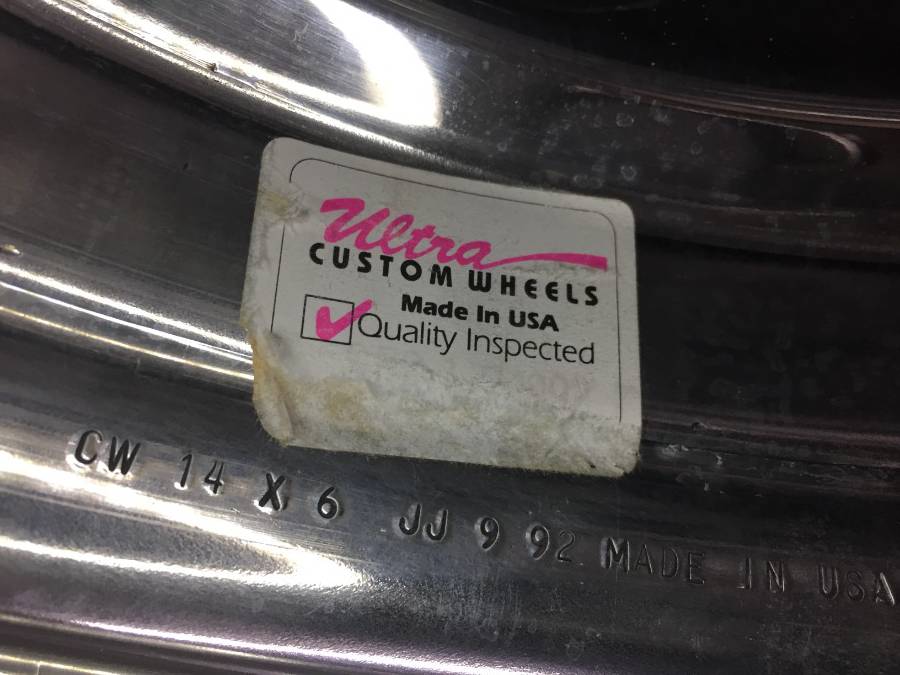 Ultra
CUSTOM WHEELS
Made In USA
Quality Inspected
CW 14 X 6 JJ 9 92 MADE IN USA